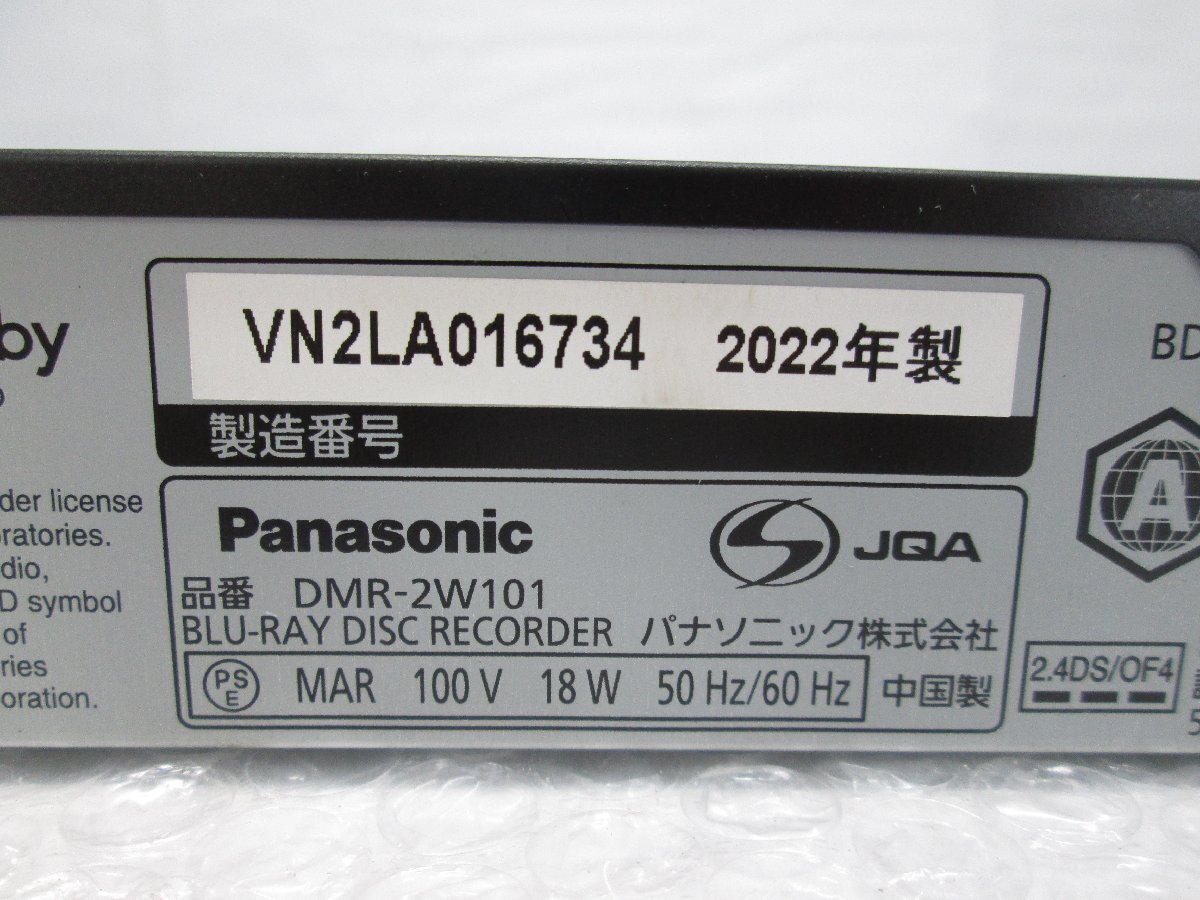 by
VN2LA016734 2022年製
製造番号
BD
A
der license
oratories.
dio,
D symbol
of
ries
oration.
Panasonic
S JQA
品番 DMR-2W101
BLU-RAY DISC RECORDER パナソニック株式会社
PS E MAR 100 V 18 W 50 Hz/60 Hz 中国製
2.4DS/OF4